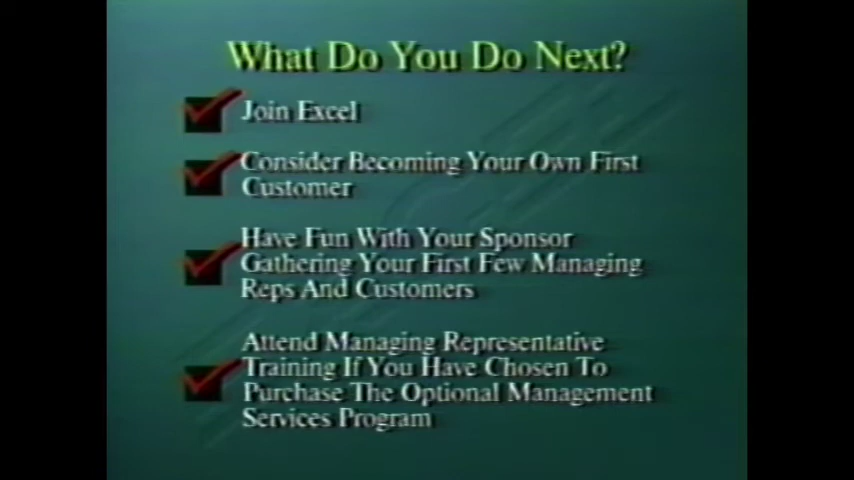 What Do You Do Next?
Join Excel
Consider Becoming Your Own First
Customer
Have Fun With Your Sponsor
Gathering Your First Few Managing
Reps And Customers
Attend Managing Representative
Training If You Have Chosen To
Purchase The Optional Management
Services Program